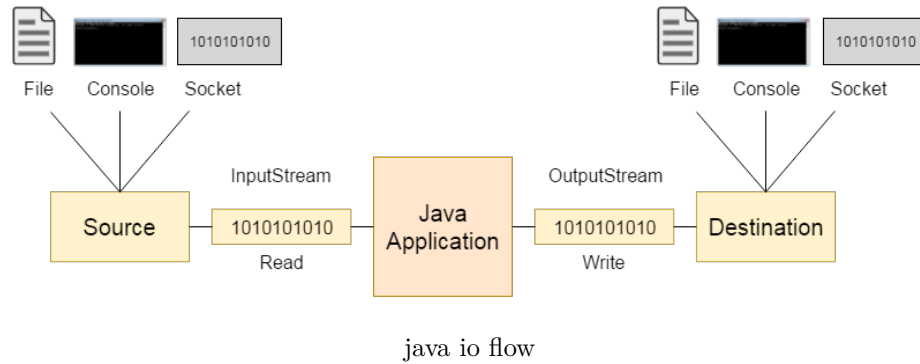 1010101010
1010101010
File Console Socket
File Console Socket
InputStream
OutputStream
Source
1010101010
Java
Application
1010101010
Destination
Read
Write
java io flow